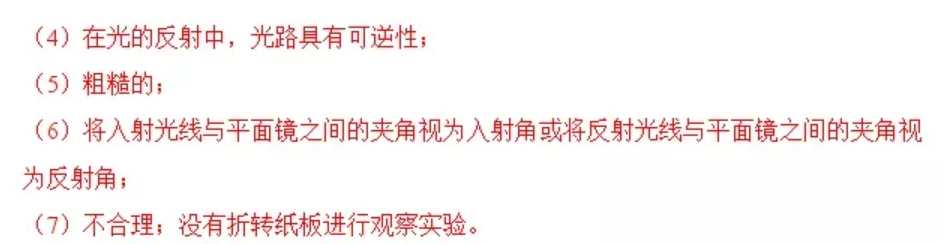 （4）在光的反射中，光路具有可逆性；
（5）粗糙的；
（6）将入射光线与平面镜之间的夹角视为入射角或将反射光线与平面镜之间的夹角视
为反射角；
（7）不合理；没有折转纸板进行观察实验。